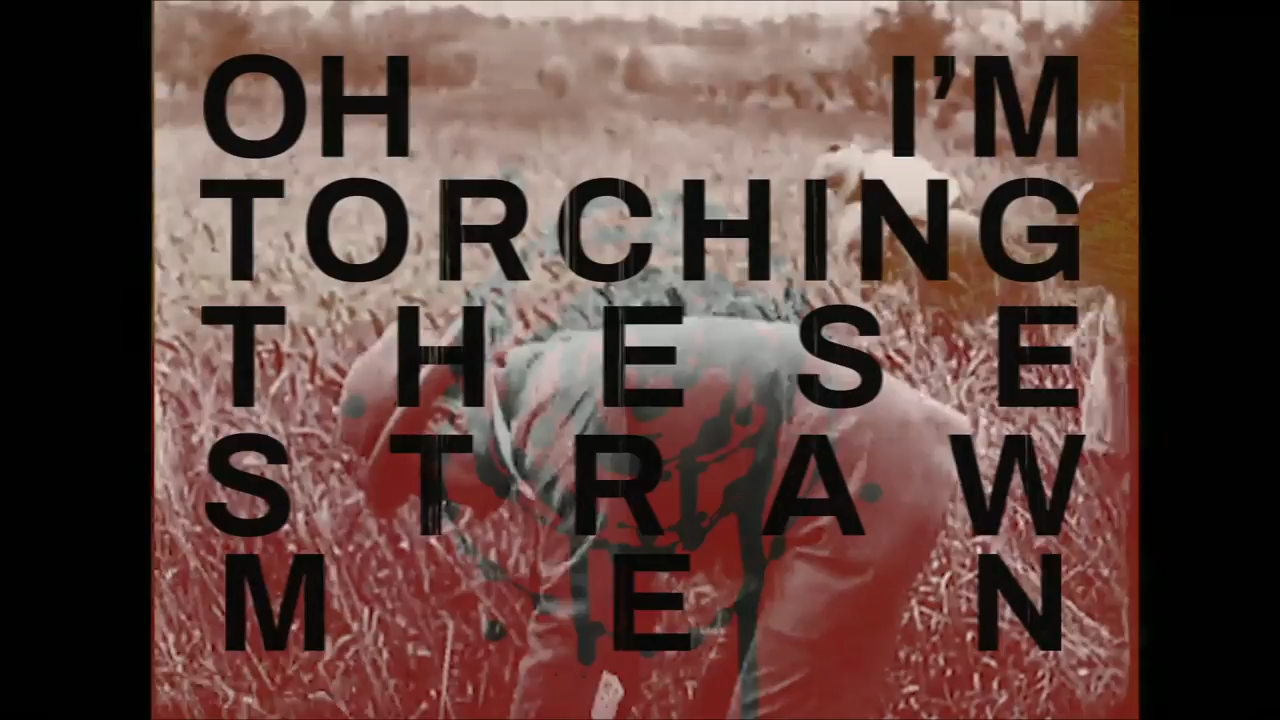 OH I’M
TORCHING
THESE
STRAW
MEN